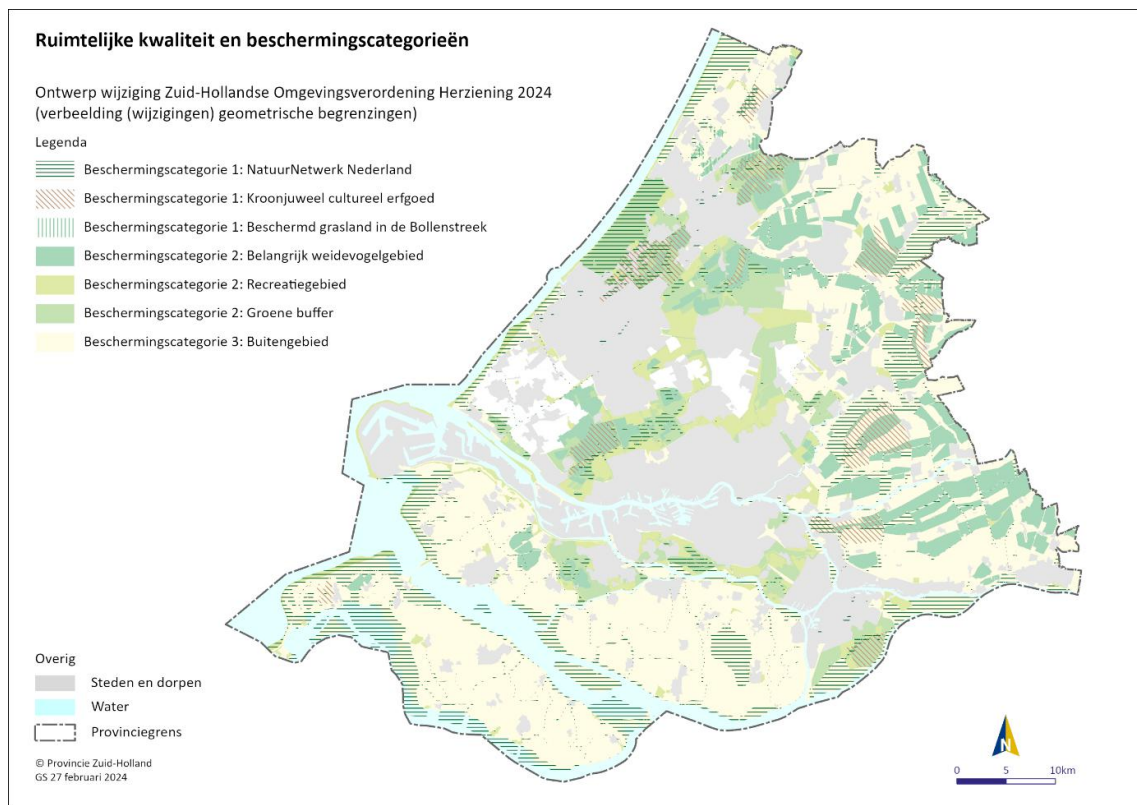 Ruimtelijke kwaliteit en beschermingscategorieën
Ontwerp wijziging Zuid-Hollandse Omgevingsverordening Herziening 2024
(verbeelding (wijzigingen) geometrische begrenzingen)
Legenda
Beschermingscategorie 1: NatuurNetwerk Nederland
Beschermingscategorie 1: Kroonjuweel cultureel erfgoed
Beschermingscategorie 1: Beschermd grasland in de Bollenstreek
Beschermingscategorie 2: Belangrijk weidevogelgebied
Beschermingscategorie 2: Recreatiegebied
Beschermingscategorie 2: Groene buffer
Beschermingscategorie 3: Buitengebied
Overig
Steden en dorpen
Water
Provinciegrens
© Provincie Zuid-Holland
GS 27 februari 2024
N
0 5 10km